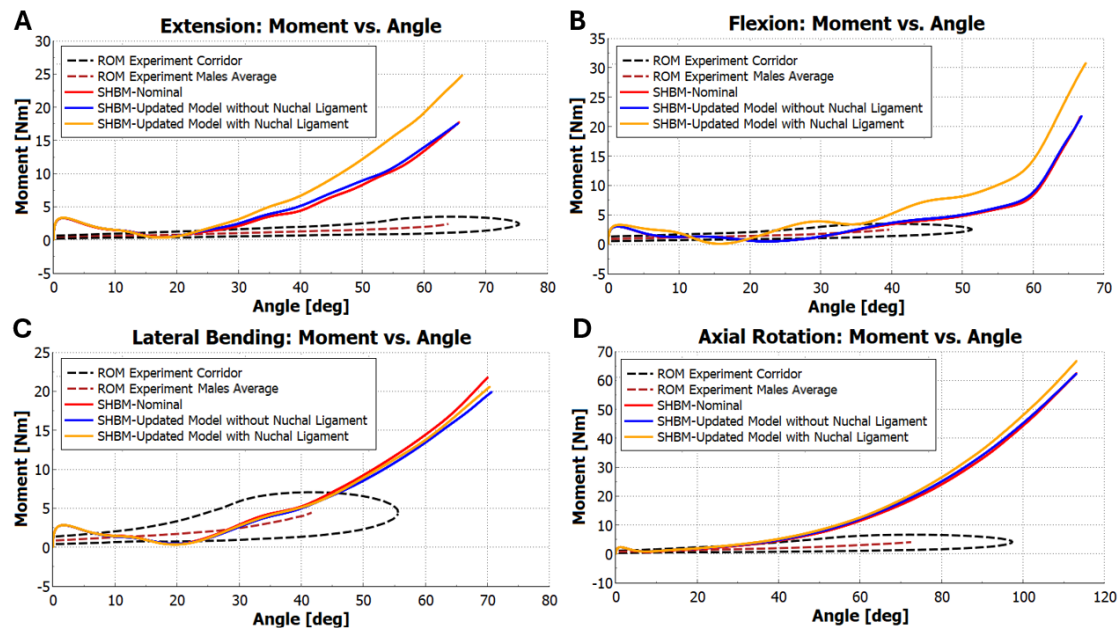 A
Extension: Moment vs. Angle
Moment [Nm]
30
25
20
15
10
5
0
-5
ROM Experiment Corridor
ROM Experiment Males Average
SHBM-Nominal
SHBM-Updated Model without Nuchal Ligament
SHBM-Updated Model with Nuchal Ligament
0 10 20 30 40 50 60 70 80
Angle [deg]
B
Flexion: Moment vs. Angle
Moment [Nm]
35
30
25
20
15
10
5
0
-5
ROM Experiment Corridor
ROM Experiment Males Average
SHBM-Nominal
SHBM-Updated Model without Nuchal Ligament
SHBM-Updated Model with Nuchal Ligament
0 10 20 30 40 50 60 70
Angle [deg]
C
Lateral Bending: Moment vs. Angle
Moment [Nm]
25
20
15
10
5
0
-5
ROM Experiment Corridor
ROM Experiment Males Average
SHBM-Nominal
SHBM-Updated Model without Nuchal Ligament
SHBM-Updated Model with Nuchal Ligament
0 10 20 30 40 50 60 70 80
Angle [deg]
D
Axial Rotation: Moment vs. Angle
Moment [Nm]
70
60
50
40
30
20
10
0
-10
ROM Experiment Corridor
ROM Experiment Males Average
SHBM-Nominal
SHBM-Updated Model without Nuchal Ligament
SHBM-Updated Model with Nuchal Ligament
0 20 40 60 80 100 120
Angle [deg]